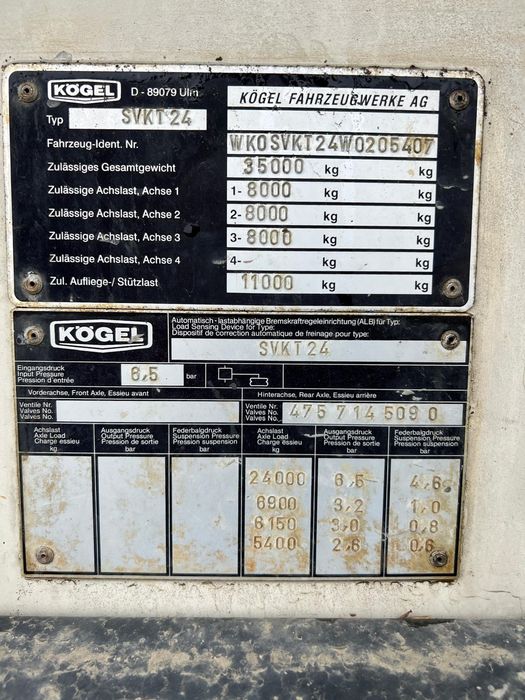 KÖGEL D - 89079 Ulm KÖGEL FAHRZEUGWERKE AG
Typ SVKT 24
Fahrzeug-Ident. Nr. WK0SVKT24W0205407
Zulässiges Gesamtgewicht 35000 kg kg
Zulässige Achslast, Achse 1 1- 8000 kg kg
Zulässige Achslast, Achse 2 2- 8000 kg kg
Zulässige Achslast, Achse 3 3- 8000 kg kg
Zulässige Achslast, Achse 4 4- kg kg
Zul. Aufliege-/ Stützlast 11000 kg kg
KÖGEL
Automatisch-lastabhängige Bremskraftregeleinrichtung (ALB) für Typ:
Load Sensing Device for Type:
Dispositif de correction automatique de freinage pour type:
SVKT 24
Eingangsdruck
Input Pressure
Pression d'entrée
6,5 bar
Vorderachse, Front Axle, Essieu avant
Hinterachse, Rear Axle, Essieu arrière
Ventile Nr.
Valves No.
Valves No.
Ventile Nr.
Valves No.
Valves No.
475 714 509 0
Achslast Ausgangsdruck Federbalgdruck Achslast Ausgangsdruck Federbalgdruck
Axle Load Output Pressure Suspension Pressure Axle Load Output Pressure Suspension Pressure
Charge essieu Pression de sortie Pression suspension Charge essieu Pression de sortie Pression suspension
kg bar bar kg bar bar
24000 6,5 4,6
6900 3,2 1,0
6150 3,0 0,8
5400 2,6 0,6